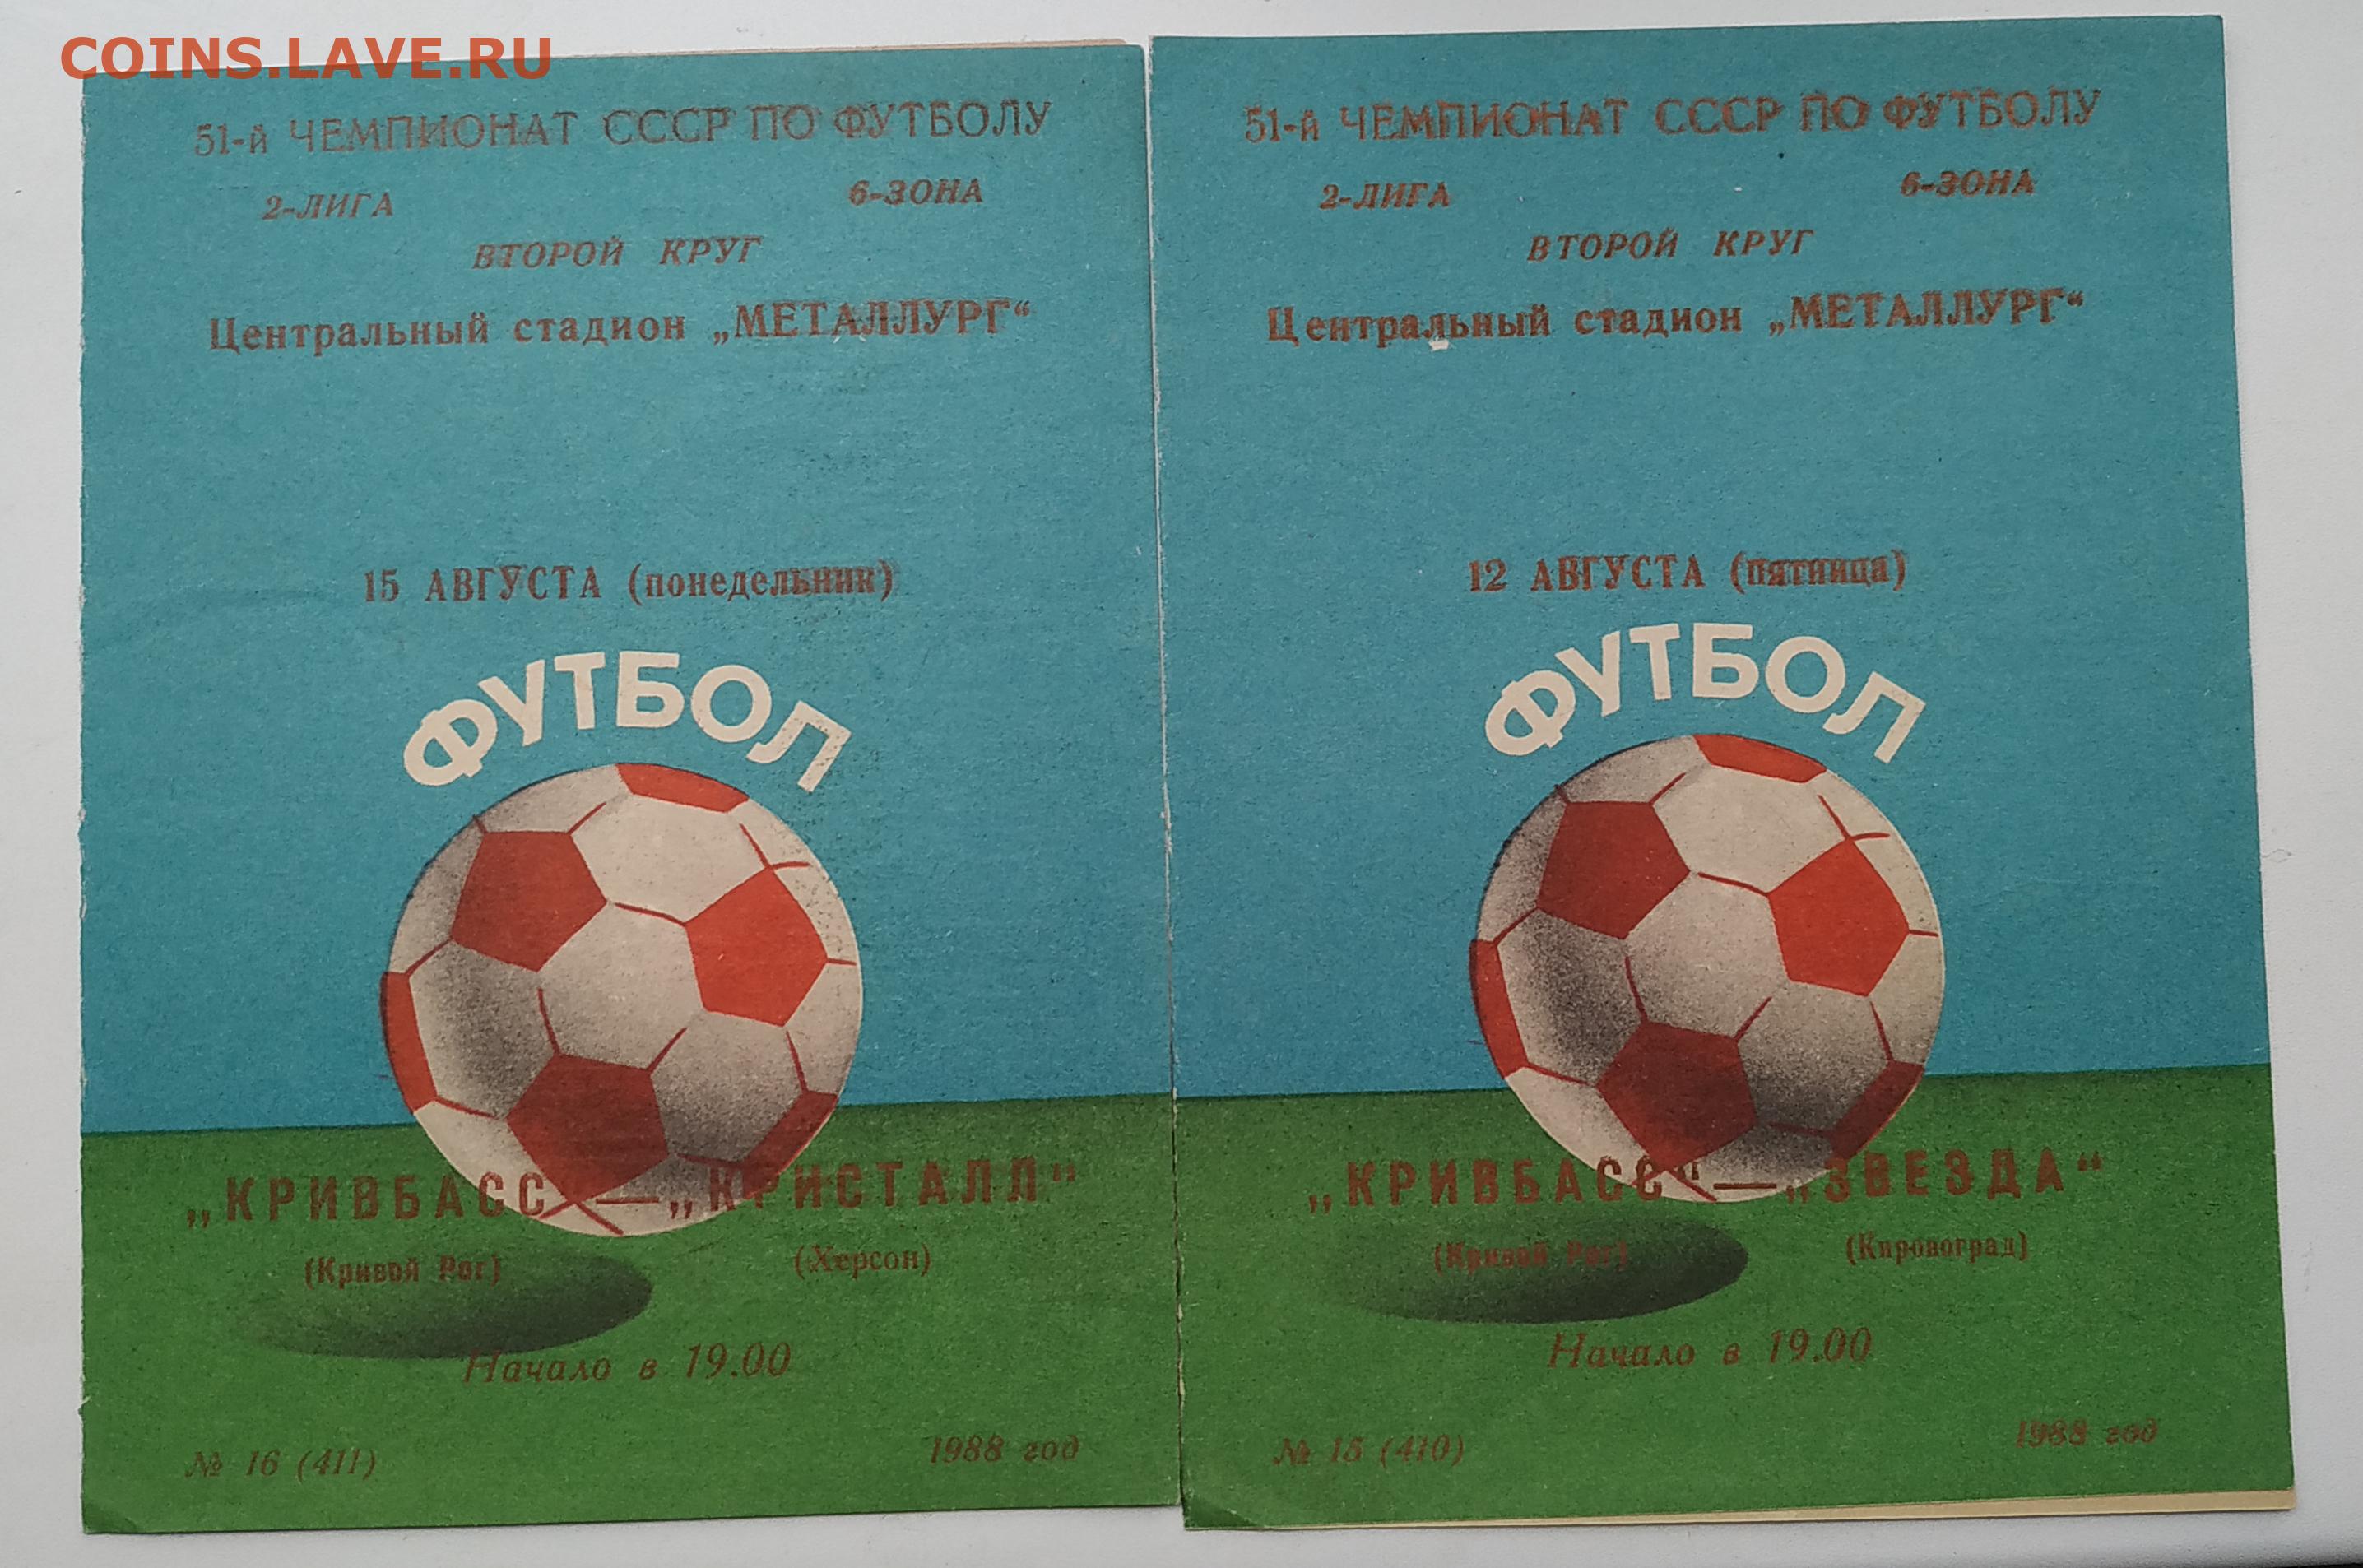 COINS.LAVE.RU
51-й ЧЕМПИОНАТ СССР ПО ФУТБОЛУ
2-ЛИГА 6-ЗОНА
ВТОРОЙ КРУГ
Центральный стадион „МЕТАЛЛУРГ“
15 АВГУСТА (понедельник)
ФУТБОЛ
„КРИВБАСС“ — „КРИСТАЛЛ“
(Кривой Рог) (Херсон)
Начало в 19.00
№ 16 (411) 1988 год
51-й ЧЕМПИОНАТ СССР ПО ФУТБОЛУ
2-ЛИГА 6-ЗОНА
ВТОРОЙ КРУГ
Центральный стадион „МЕТАЛЛУРГ“
12 АВГУСТА (пятница)
ФУТБОЛ
„КРИВБАСС“ — „ЗВЕЗДА“
(Кривой Рог) (Кировоград)
Начало в 19.00
№ 15 (410) 1988 год